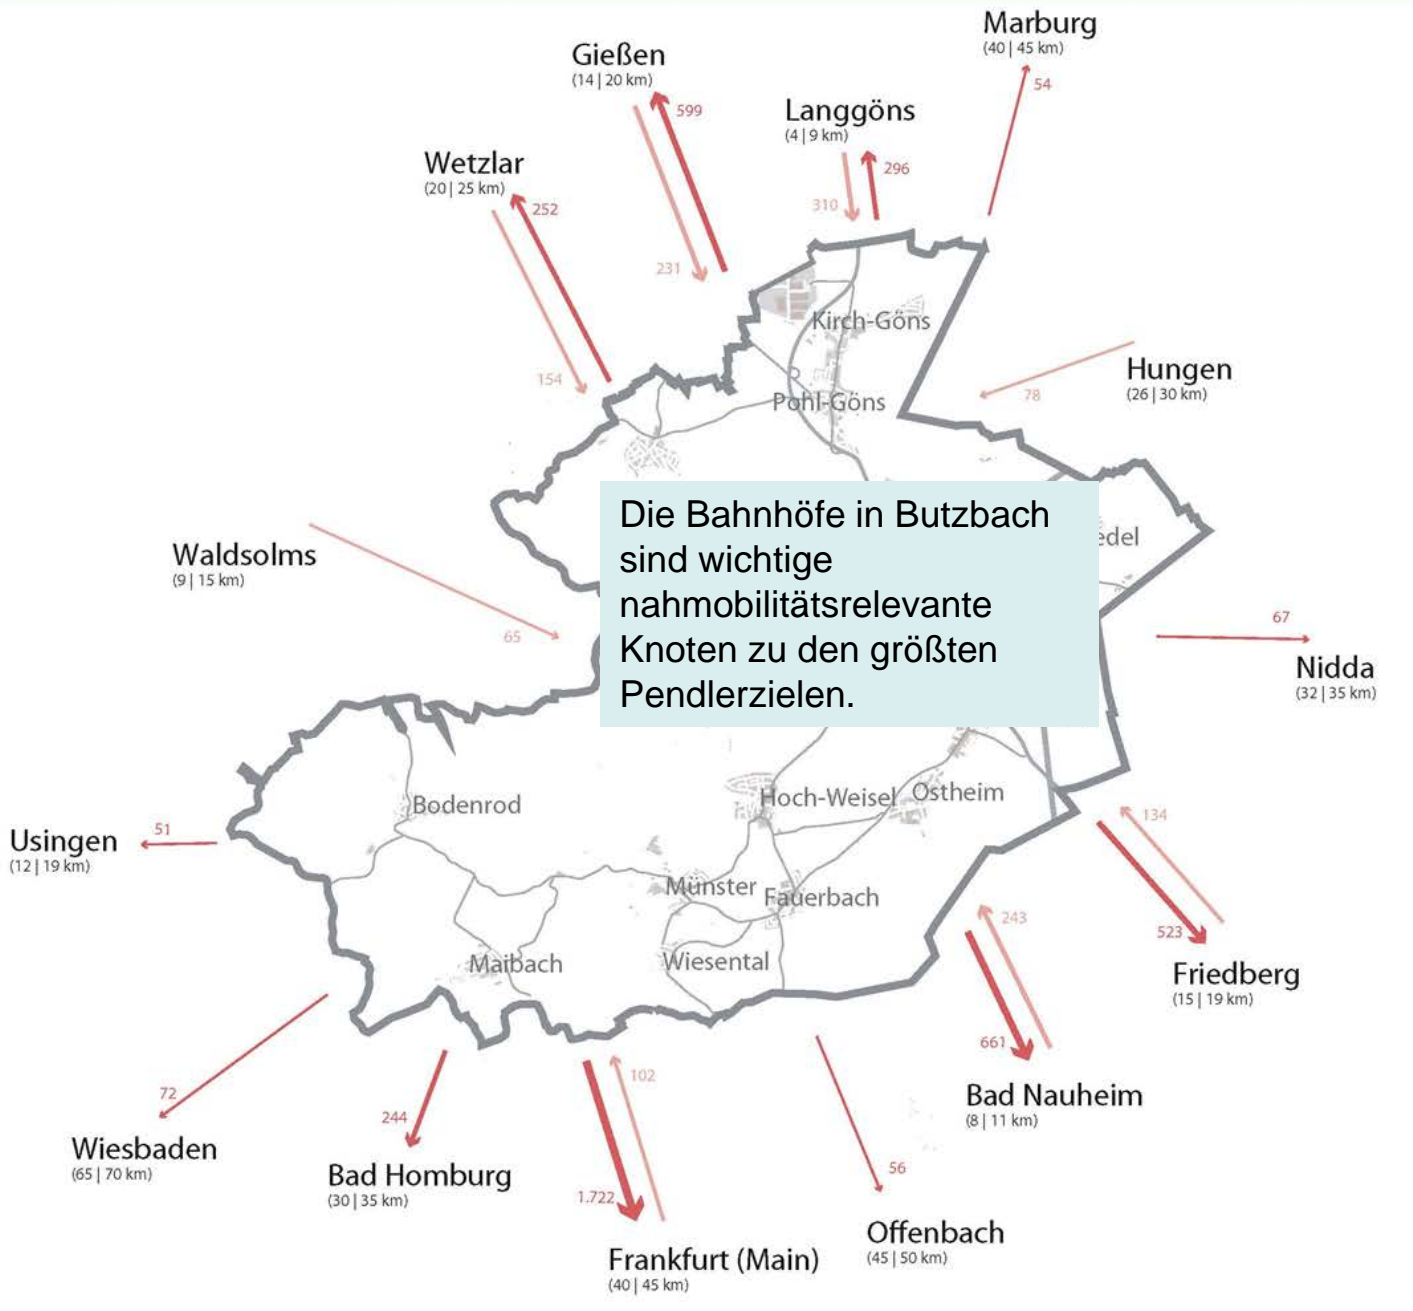 Marburg
(40 | 45 km)
54
Gießen
(14 | 20 km)
599
231
Langgöns
(4 | 9 km)
296
310
Wetzlar
(20 | 25 km)
252
154
Kirch-Göns
Pohl-Göns
Hungen
(26 | 30 km)
78
Die Bahnhöfe in Butzbach
sind wichtige
nahmobilitätsrelevante
Knoten zu den größten
Pendlerzielen.
edel
Waldsolms
(9 | 15 km)
65
67
Nidda
(32 | 35 km)
Bodenrod
Hoch-Weisel
Ostheim
Usingen
(12 | 19 km)
51
134
523
Friedberg
(15 | 19 km)
Münster
Fauerbach
Maibach
Wiesental
243
661
Bad Nauheim
(8 | 11 km)
72
Wiesbaden
(65 | 70 km)
244
Bad Homburg
(30 | 35 km)
102
1.722
Frankfurt (Main)
(40 | 45 km)
56
Offenbach
(45 | 50 km)